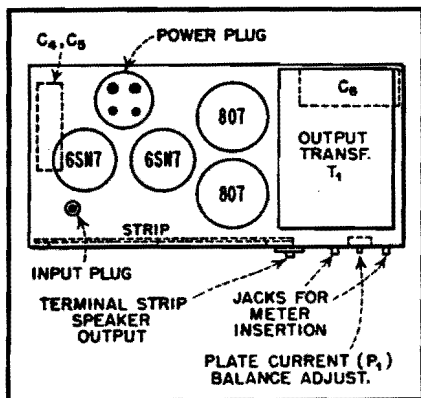 C4, C5
POWER PLUG
C6
807
OUTPUT
TRANSF.
T1
6SN7
6SN7
807
STRIP
INPUT PLUG
TERMINAL STRIP
SPEAKER
OUTPUT
JACKS FOR
METER
INSERTION
PLATE CURRENT (P1)
BALANCE ADJUST.